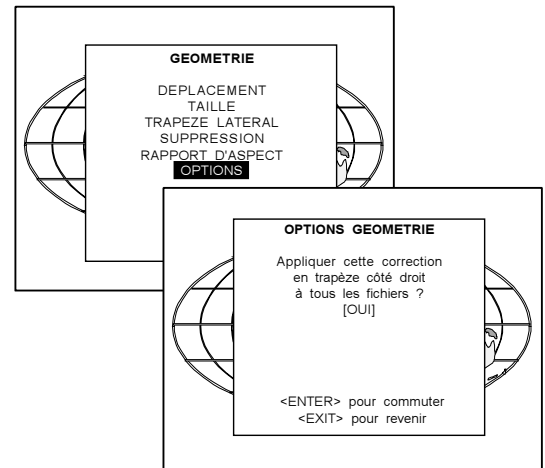 GEOMETRIE
DEPLACEMENT
TAILLE
TRAPEZE LATERAL
SUPPRESSION
RAPPORT D'ASPECT
OPTIONS
OPTIONS GEOMETRIE
Appliquer cette correction
en trapèze côté droit
à tous les fichiers ?
[OUI]
<ENTER> pour commuter
<EXIT> pour revenir